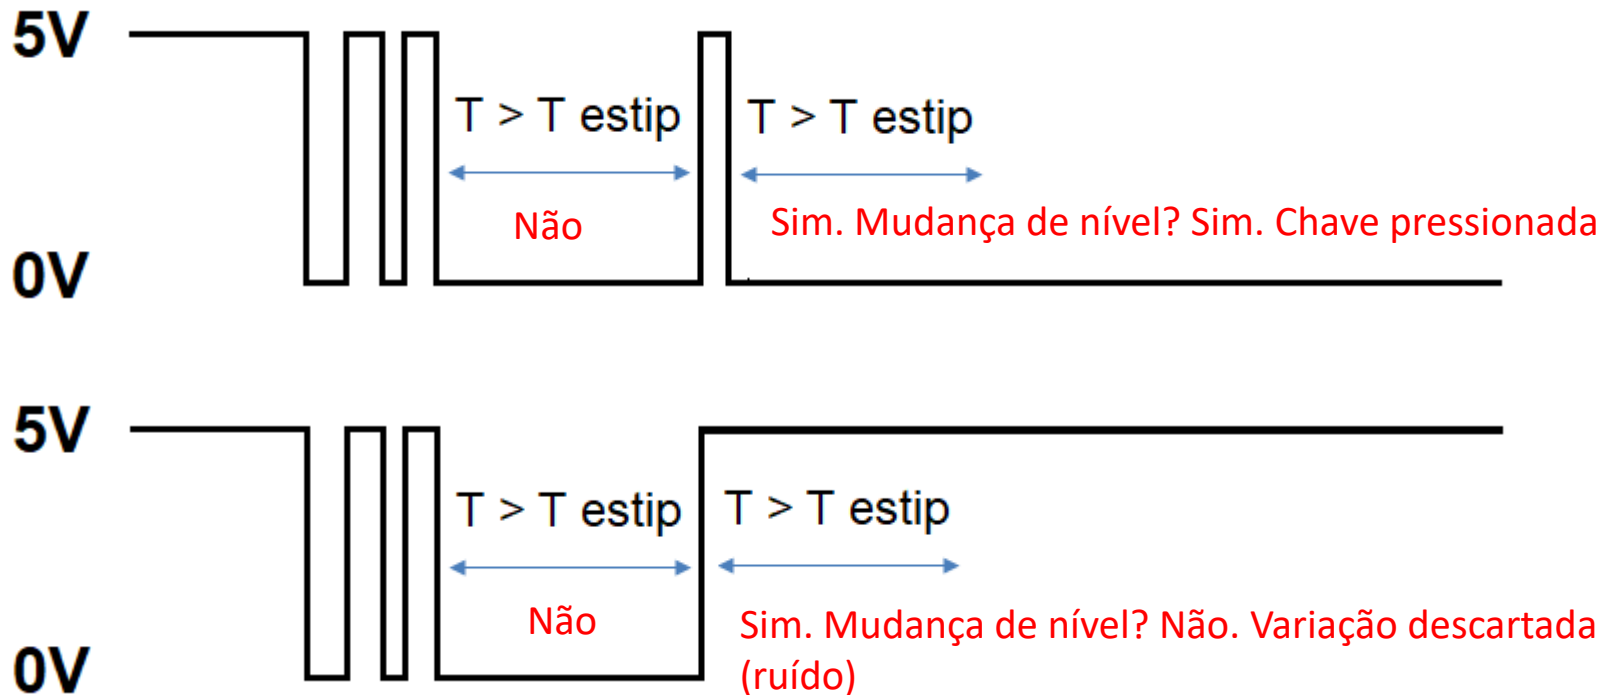 5V
T > T estip
T > T estip
Não
Sim. Mudança de nível? Sim. Chave pressionada
0V
5V
T > T estip
T > T estip
Não
Sim. Mudança de nível? Não. Variação descartada
(ruído)
0V